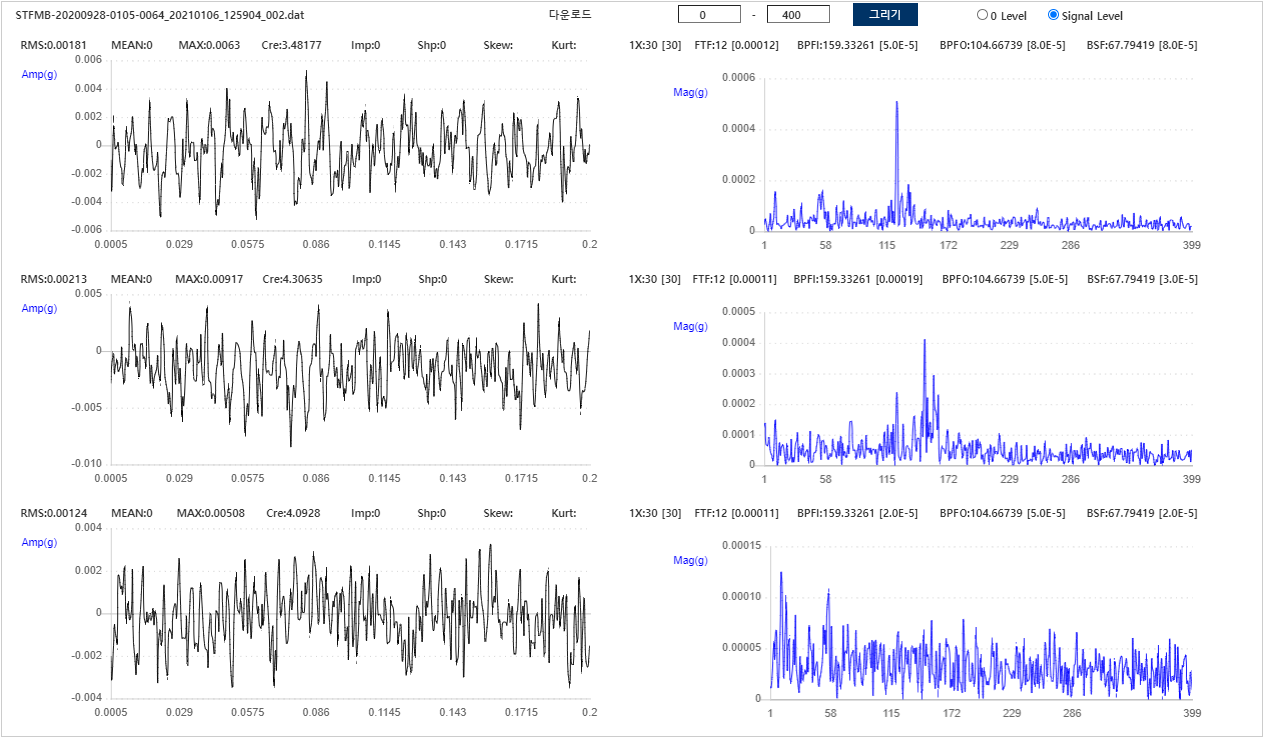 STFMB-20200928-0105-0064_20210106_125904_002.dat 다운로드 0 - 400 그리기 0 Level Signal Level
RMS:0.00181 MEAN:0 MAX:0.0063 Cre:3.48177 Imp:0 Shp:0 Skew: Kurt:
Amp(g)
0.006
0.004
0.002
0
-0.002
-0.004
-0.006
0.0005 0.029 0.0575 0.086 0.1145 0.143 0.1715 0.2
1X:30 [30] FTF:12 [0.00012] BPFI:159.33261 [5.0E-5] BPFO:104.66739 [8.0E-5] BSF:67.79419 [8.0E-5]
Mag(g)
0.0006
0.0004
0.0002
0
1 58 115 172 229 286 399
RMS:0.00213 MEAN:0 MAX:0.00917 Cre:4.30635 Imp:0 Shp:0 Skew: Kurt:
Amp(g)
0.005
0
-0.005
-0.010
0.0005 0.029 0.0575 0.086 0.1145 0.143 0.1715 0.2
1X:30 [30] FTF:12 [0.00011] BPFI:159.33261 [0.00019] BPFO:104.66739 [5.0E-5] BSF:67.79419 [3.0E-5]
Mag(g)
0.0005
0.0004
0.0003
0.0002
0.0001
0
1 58 115 172 229 286 399
RMS:0.00124 MEAN:0 MAX:0.00508 Cre:4.0928 Imp:0 Shp:0 Skew: Kurt:
Amp(g)
0.004
0.002
0
-0.002
-0.004
0.0005 0.029 0.0575 0.086 0.1145 0.143 0.1715 0.2
1X:30 [30] FTF:12 [0.00011] BPFI:159.33261 [2.0E-5] BPFO:104.66739 [5.0E-5] BSF:67.79419 [2.0E-5]
Mag(g)
0.00015
0.00010
0.00005
0
1 58 115 172 229 286 399